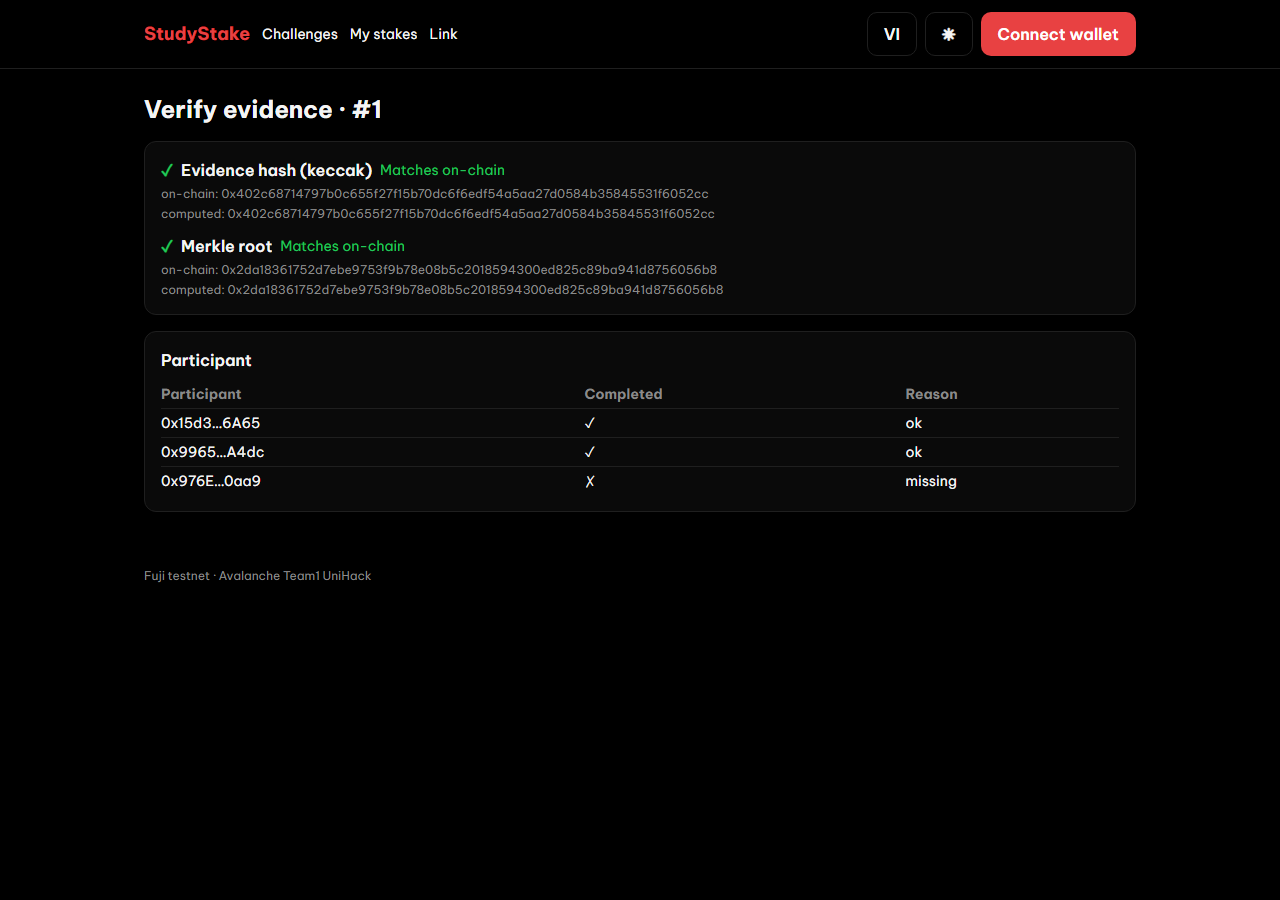 StudyStake Challenges My stakes Link VI Connect wallet
Verify evidence · #1
✓ Evidence hash (keccak) Matches on-chain
on-chain: 0x402c68714797b0c655f27f15b70dc6f6edf54a5aa27d0584b35845531f6052cc
computed: 0x402c68714797b0c655f27f15b70dc6f6edf54a5aa27d0584b35845531f6052cc
✓ Merkle root Matches on-chain
on-chain: 0x2da18361752d7ebe9753f9b78e08b5c2018594300ed825c89ba941d8756056b8
computed: 0x2da18361752d7ebe9753f9b78e08b5c2018594300ed825c89ba941d8756056b8
Participant
Participant Completed Reason
0x15d3…6A65 ✓ ok
0x9965…A4dc ✓ ok
0x976E…0aa9 ✗ missing
Fuji testnet · Avalanche Team1 UniHack